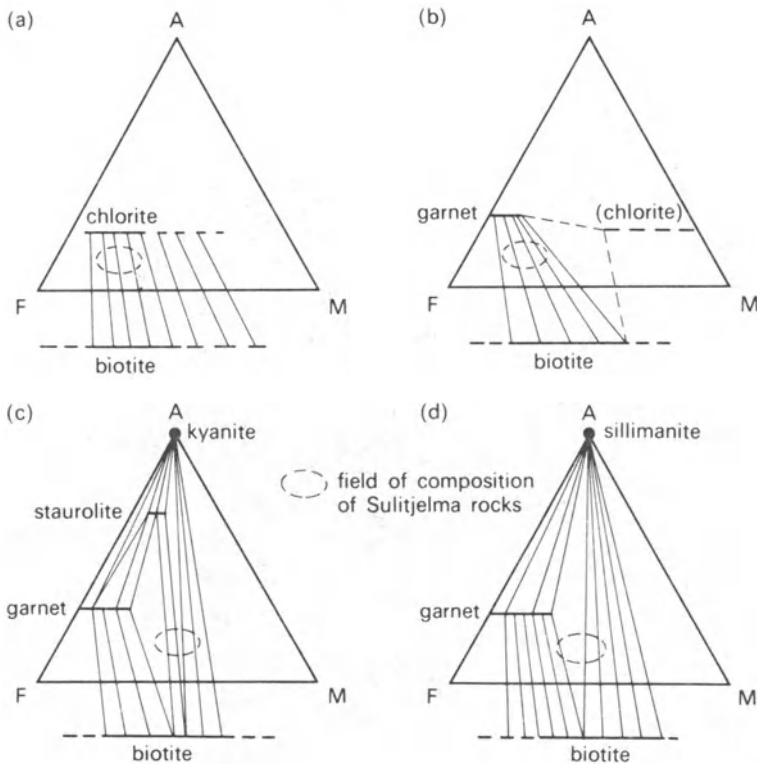 (a)
A
chlorite
F
M
biotite
(b)
A
garnet
(chlorite)
F
M
biotite
(c)
A
kyanite
staurolite
garnet
F
M
biotite
field of composition
of Sulitjelma rocks
(d)
A
sillimanite
garnet
F
M
biotite